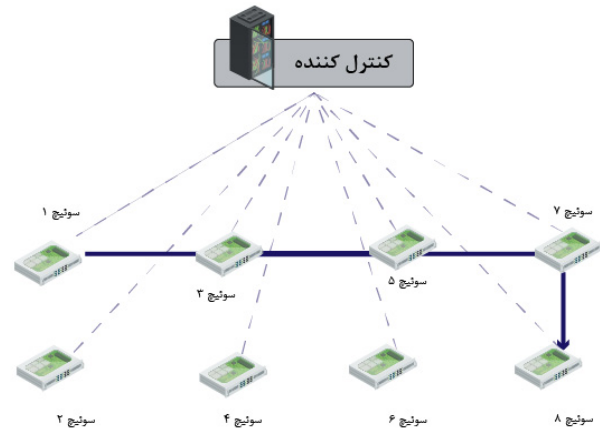 کنترل کننده
سوئیچ ۱
سوئیچ ۷
سوئیچ ۳
سوئیچ ۵
سوئیچ ۲
سوئیچ ۴
سوئیچ ۶
سوئیچ ۸